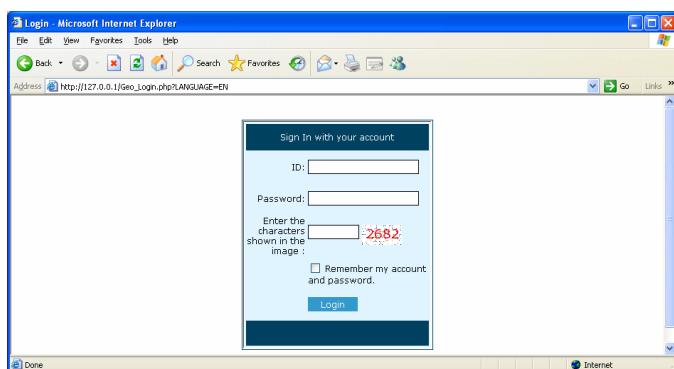 Login - Microsoft Internet Explorer
File Edit View Favorites Tools Help
Back Search Favorites
Address http://127.0.0.1/Geo_Login.php?LANGUAGE=EN Go Links »
Sign In with your account
ID:
Password:
Enter the
characters
shown in the
image :
2682
Remember my account
and password.
Login
Done Internet